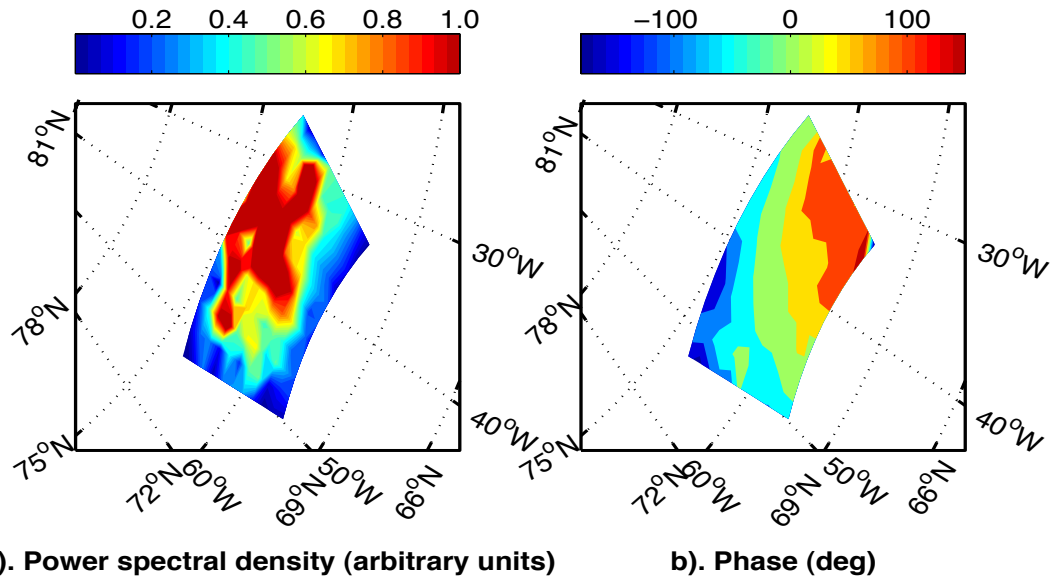 0.2 0.4 0.6 0.8 1.0
−100 0 100
81°N
78°N
75°N
72°N
60°W
69°N
50°W
66°N
40°W
30°W
81°N
78°N
75°N
72°N
60°W
69°N
50°W
66°N
40°W
30°W
). Power spectral density (arbitrary units)
b). Phase (deg)